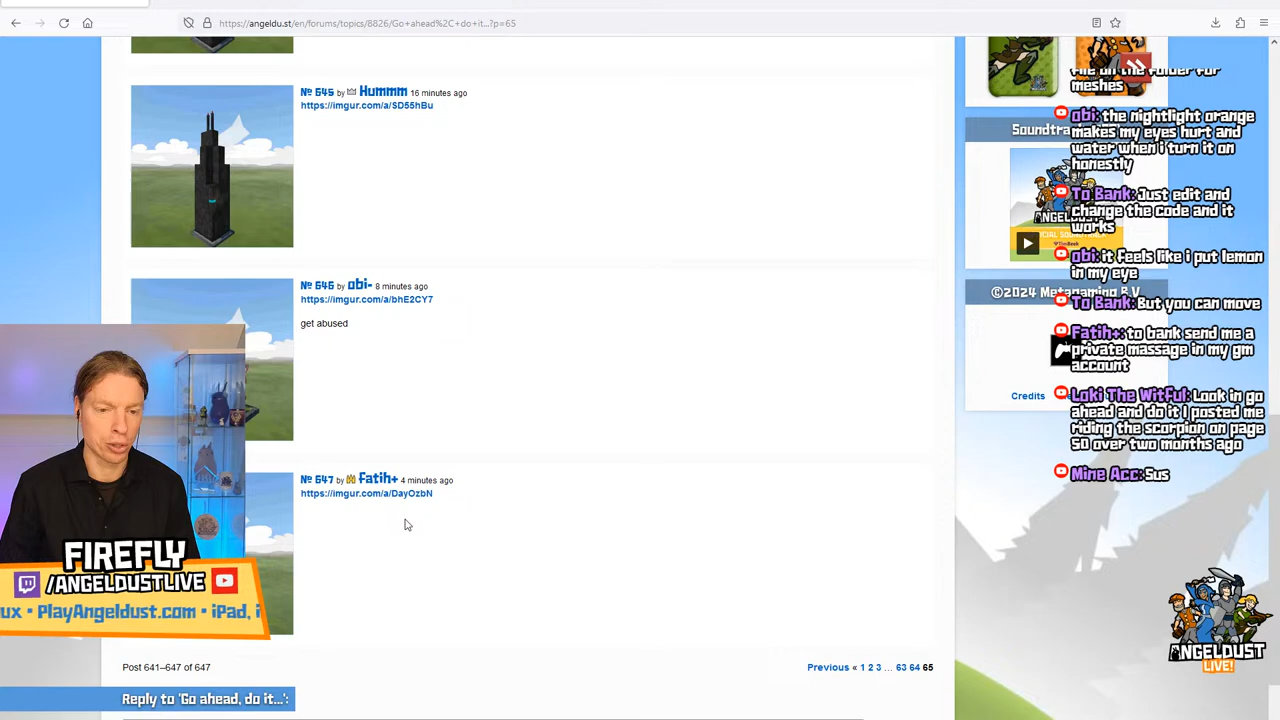 https://angeldu.st/en/forums/topics/8826/Go+ahead%2C+do+it...?p=65
№ 645 by Hummm 16 minutes ago
https://imgur.com/a/SD55hBu
№ 646 by obi- 8 minutes ago
https://imgur.com/a/bhE2CY7
get abused
№ 647 by Fatih+ 4 minutes ago
https://imgur.com/a/DayOzbN
Post 641–647 of 647
Previous « 1 2 3 ... 63 64 65
Reply to 'Go ahead, do it...':
FIREFLY
/ANGELDUSTLIVE
ux • PlayAngeldust.com • iPad, i
Soundtra
©2024 Metagaming B.V.
Credits
file on the folder for
meshes
obi: the nightlight orange
makes my eyes hurt and
water when i turn it on
honestly
To Bank: Just edit and
change the code and it
works
obi: it feels like i put lemon
in my eye
To Bank: But you can move
Fatih+: to bank send me a
private massage in my gm
account
Loki The Witful: Look in go
ahead and do it I posted me
riding the scorpion on page
50 over two months ago
Mine Acc: Sus
ANGELDUST
LIVE!